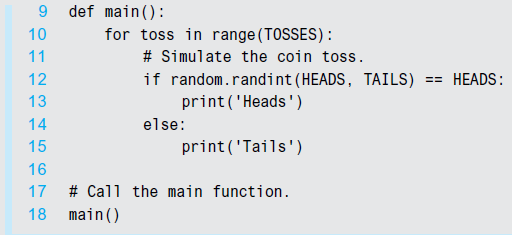 9 def main():
10     for toss in range(TOSSES):
11         # Simulate the coin toss.
12         if random.randint(HEADS, TAILS) == HEADS:
13             print('Heads')
14         else:
15             print('Tails')
16
17 # Call the main function.
18 main()